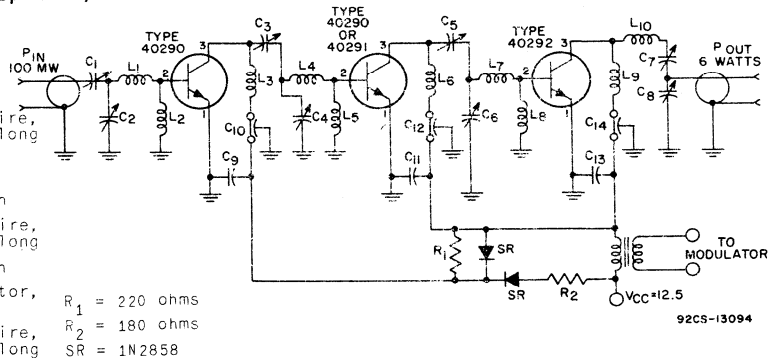 TYPE
40290
TYPE
40290
OR
40291
TYPE
40292
PIN
100 MW
C1
L1
C2
L2
2
3
1
C3
L3
C10
C9
L4
C4
L5
2
3
1
C5
L6
C12
C11
L7
C6
L8
2
3
1
L10
L9
C14
C13
C7
C8
P OUT
6 WATTS
ire,
long
n
ire,
long
n
tor,
ire,
long
R1 = 220 ohms
R2 = 180 ohms
SR = 1N2858
R1
SR
SR
R2
VCC=12.5
TO
MODULATOR
92CS-13094